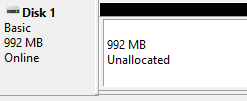 Disk 1
Basic
992 MB
Online
992 MB
Unallocated